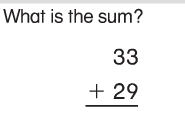 What is the sum?
33
+ 29